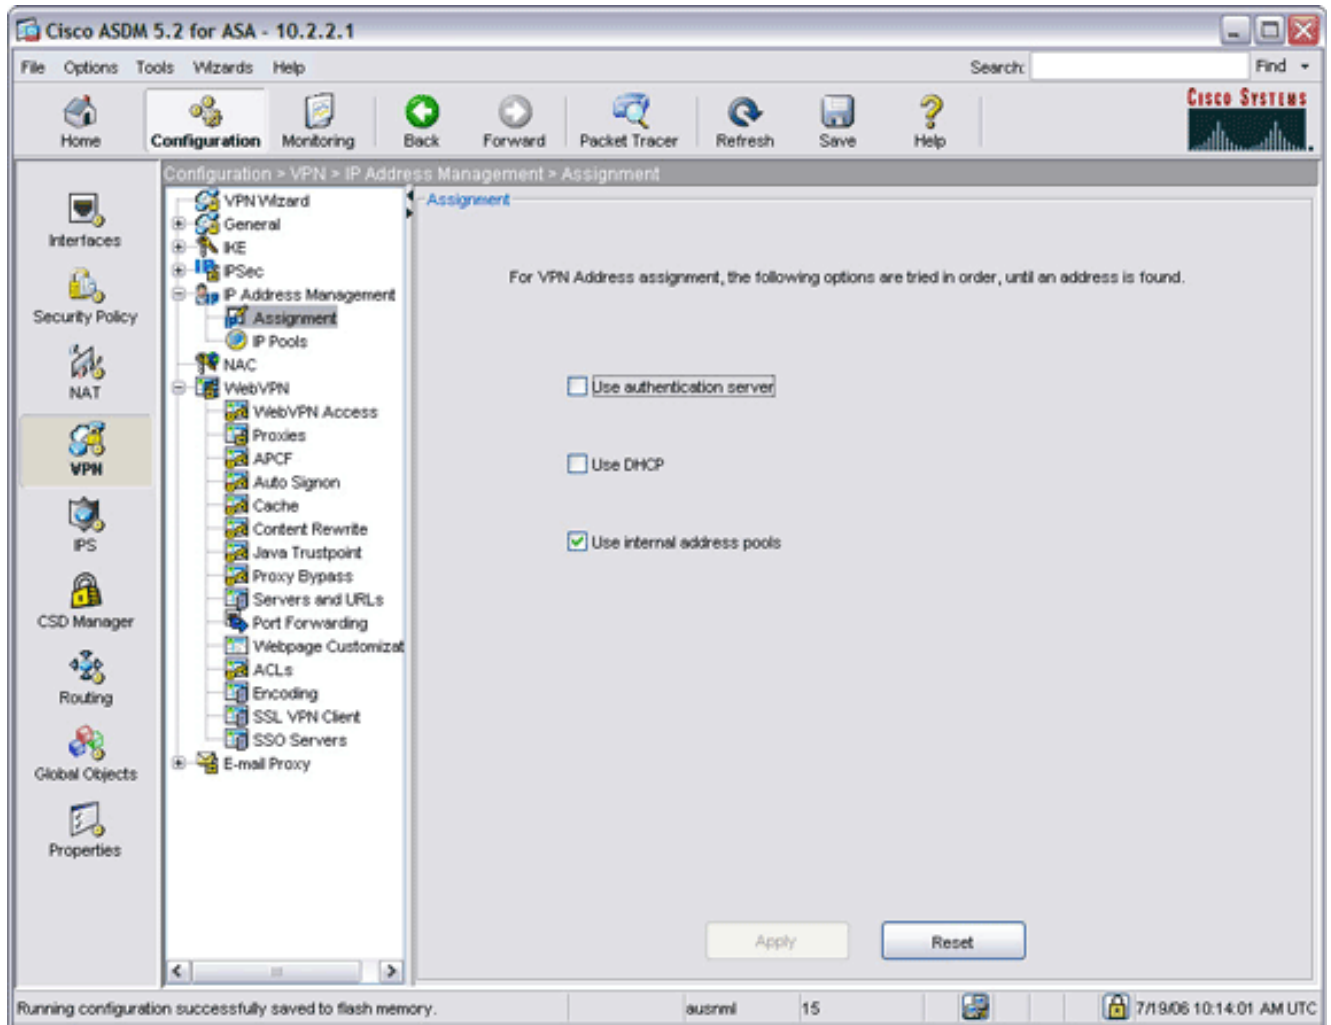 Cisco ASDM 5.2 for ASA - 10.2.2.1
File Options Tools Wizards Help Search: Find
Home Configuration Monitoring Back Forward Packet Tracer Refresh Save Help
CISCO SYSTEMS
Configuration > VPN > IP Address Management > Assignment
Interfaces
Security Policy
NAT
VPN
IPS
CSD Manager
Routing
Global Objects
Properties
VPN Wizard
General
IKE
IPSec
IP Address Management
Assignment
IP Pools
NAC
WebVPN
WebVPN Access
Proxies
APCF
Auto Signon
Cache
Content Rewrite
Java Trustpoint
Proxy Bypass
Servers and URLs
Port Forwarding
Webpage Customizat
ACLs
Encoding
SSL VPN Client
SSO Servers
E-mail Proxy
Assignment
For VPN Address assignment, the following options are tried in order, until an address is found.
Use authentication server
Use DHCP
Use internal address pools
Apply Reset
Running configuration successfully saved to flash memory. ausnml 15 7/19/06 10:14:01 AM UTC